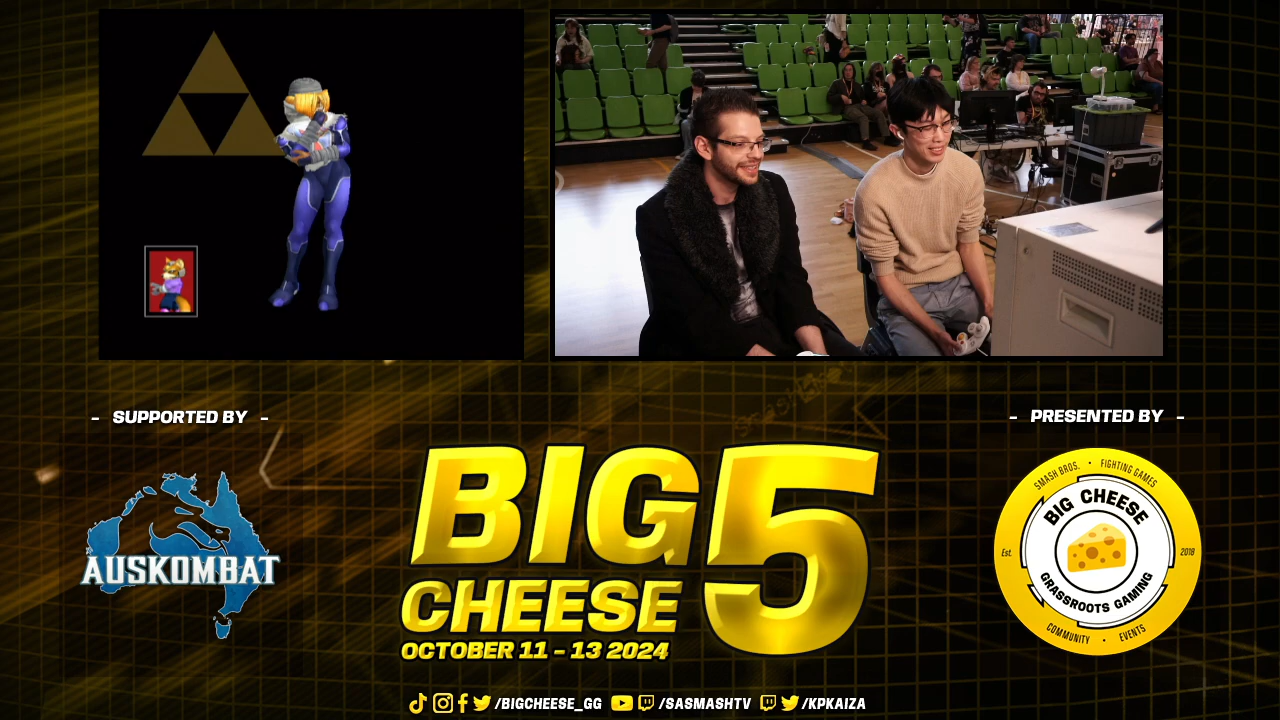 - SUPPORTED BY -
- PRESENTED BY -
AUSKOMBAT
BIG 5
CHEESE
OCTOBER 11 - 13 2024
SMASH BROS. • FIGHTING GAMES
BIG CHEESE
Est. 2018
GRASSROOTS GAMING
COMMUNITY • EVENTS
/BIGCHEESE_GG /SASMASHTV /KPKAIZA